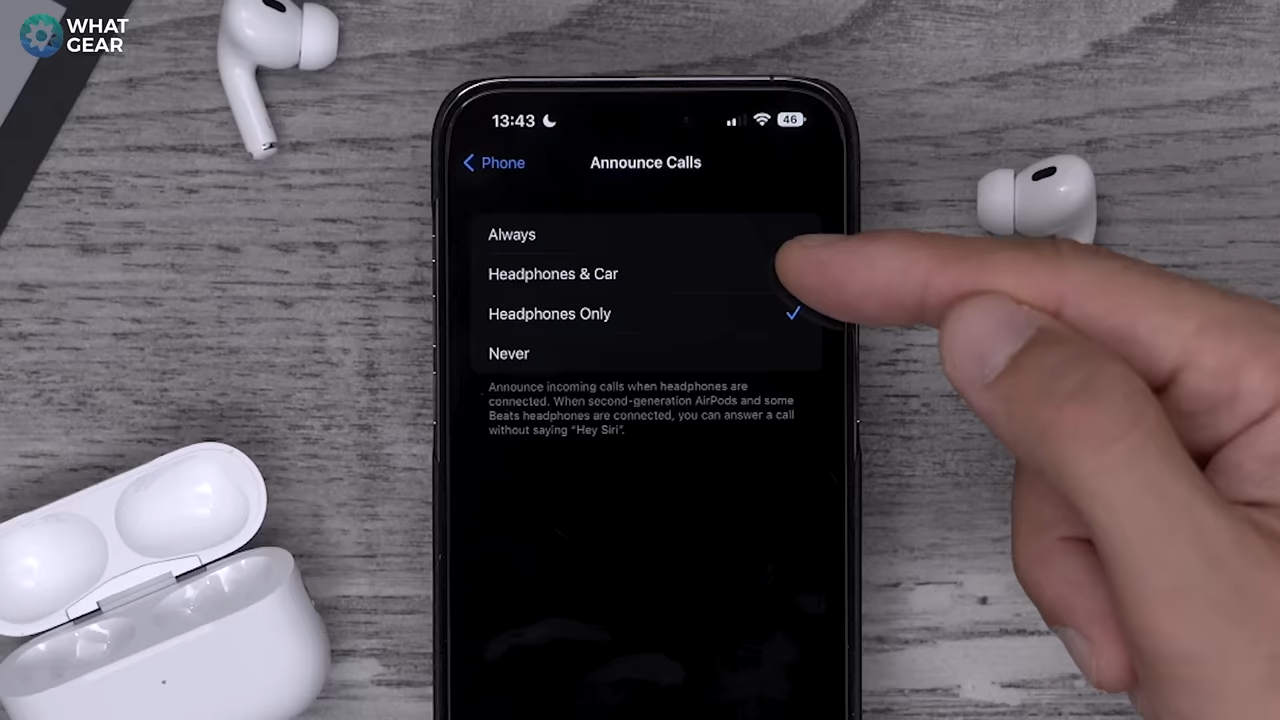 WHAT
GEAR
13:43
46
Phone
Announce Calls
Always
Headphones & Car
Headphones Only
Never
Announce incoming calls when headphones are
connected. When second-generation AirPods and some
Beats headphones are connected, you can answer a call
without saying “Hey Siri”.